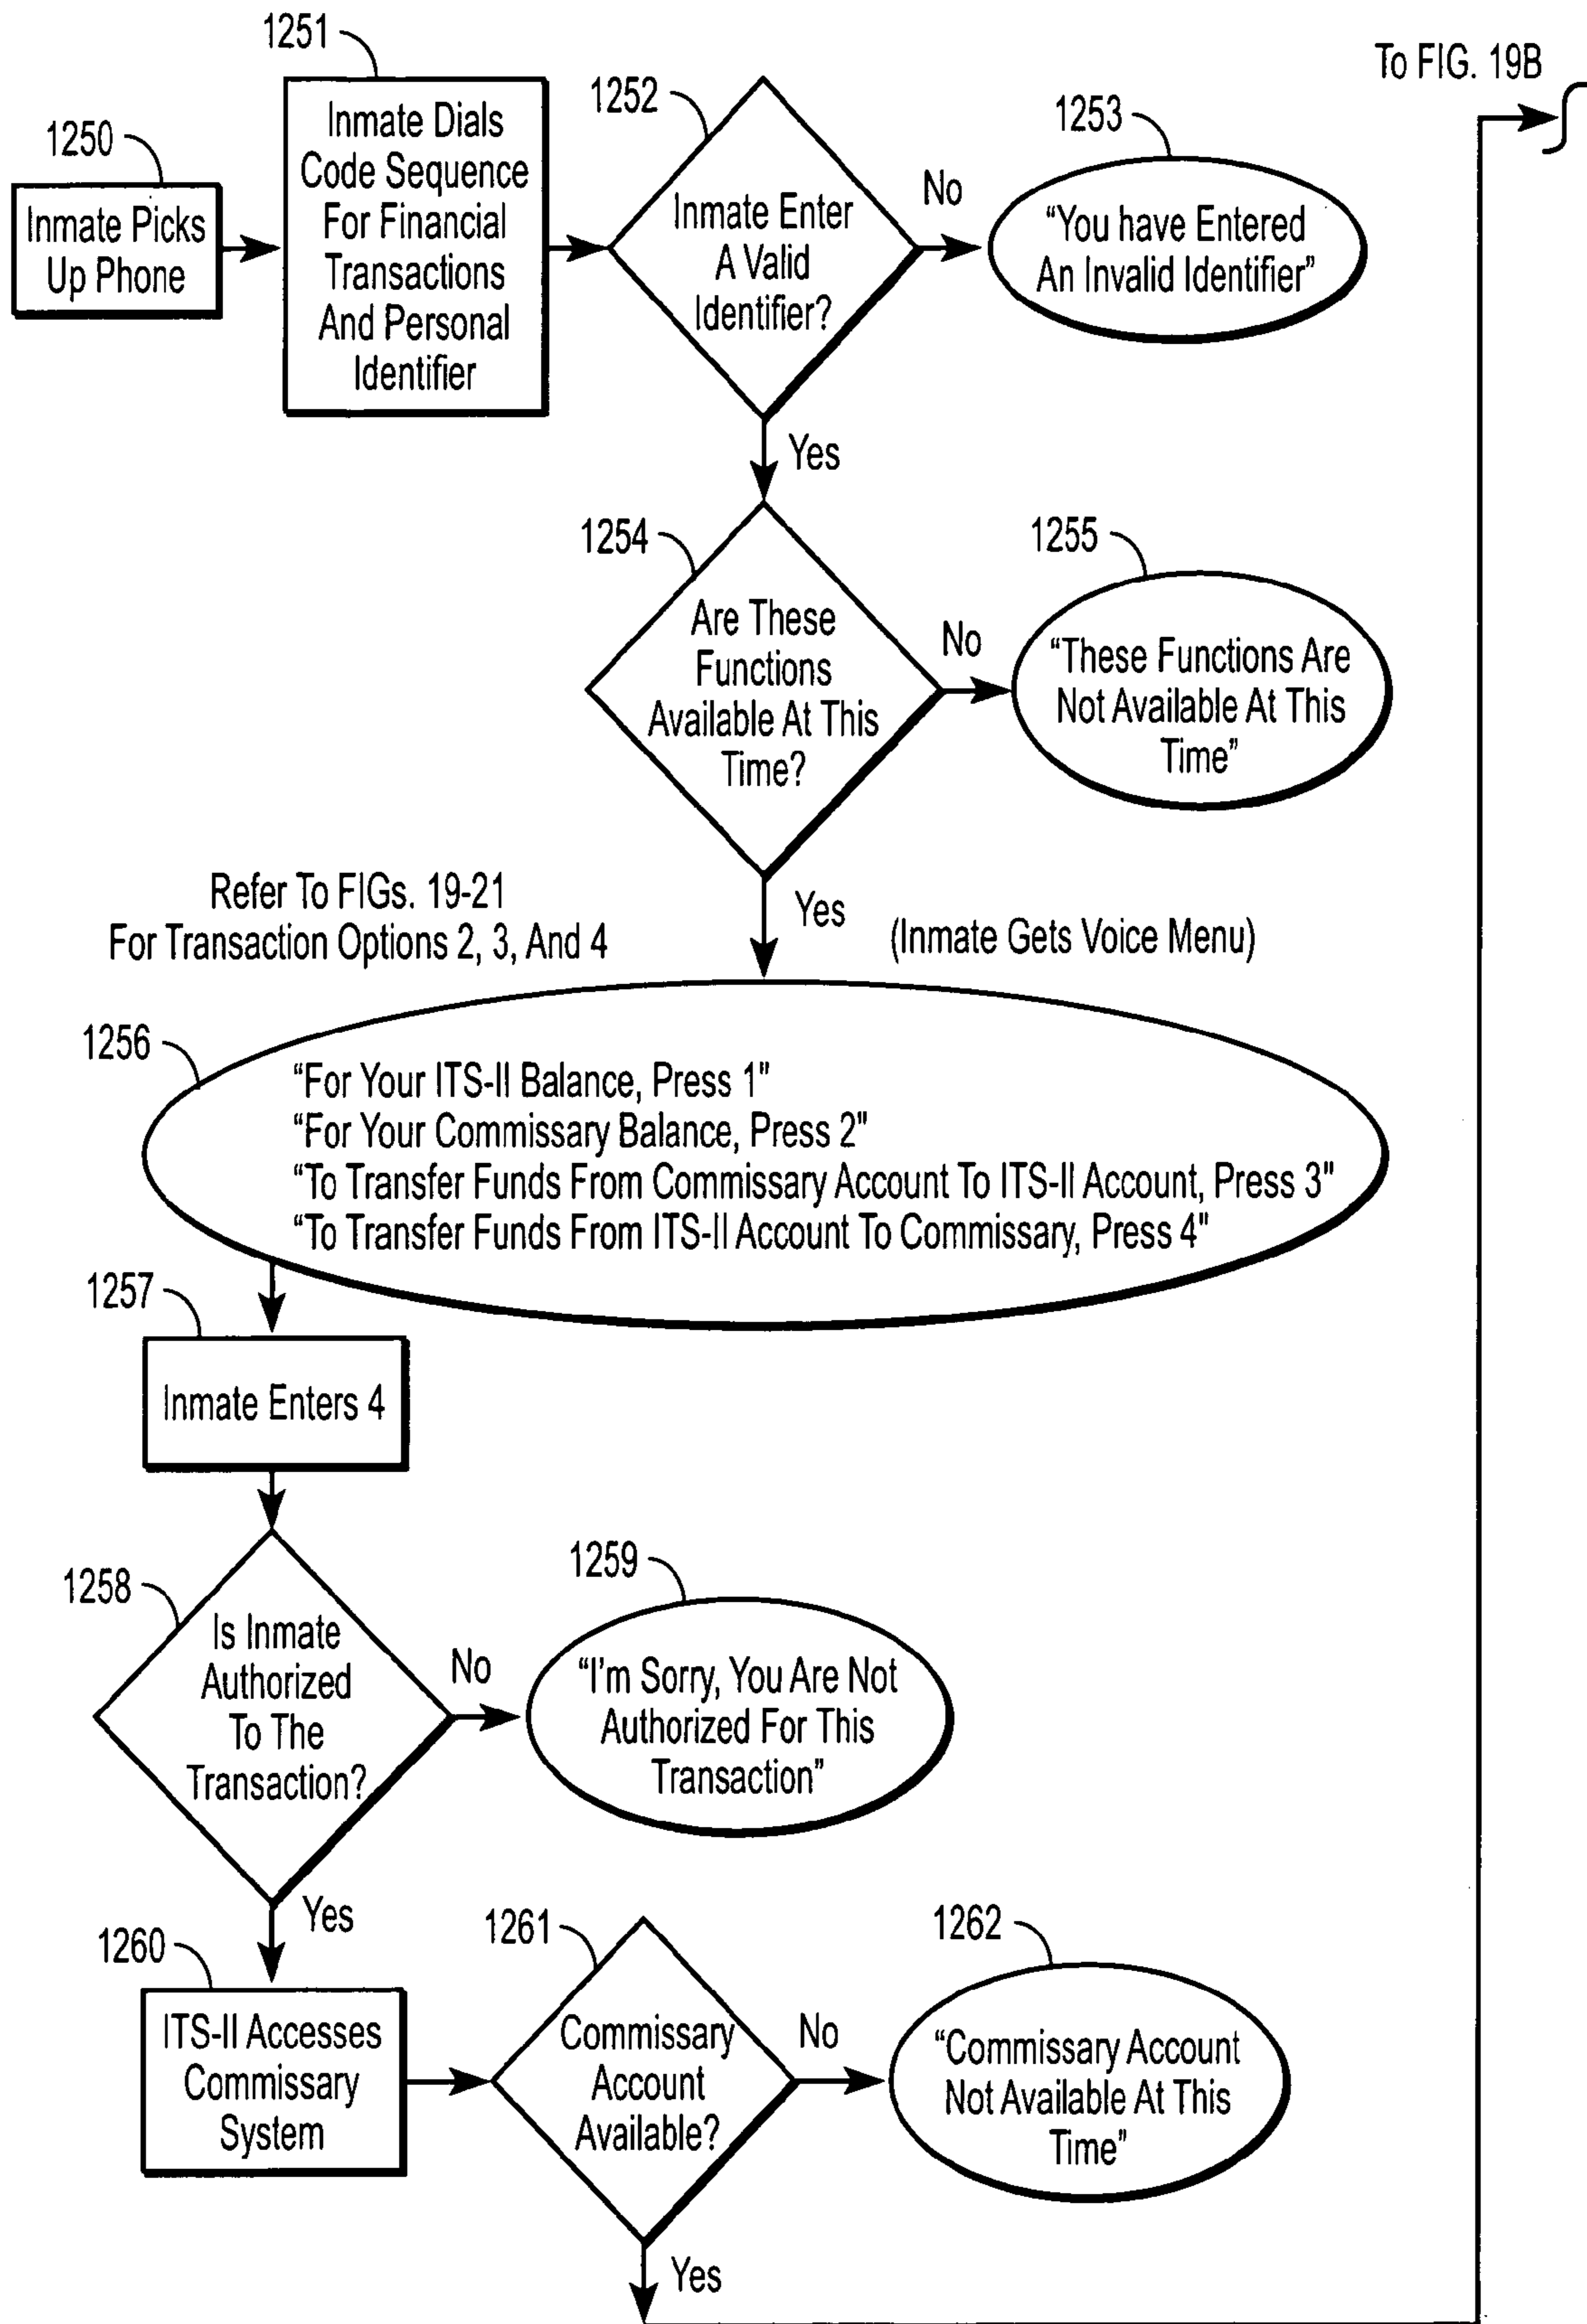 1251
To FIG. 19B
1250
Inmate Picks
Up Phone
Inmate Dials
Code Sequence
For Financial
Transactions
And Personal
Identifier
1252
Inmate Enter
A Valid
Identifier?
No
1253
“You have Entered
An Invalid Identifier”
Yes
1254
Are These
Functions
Available At This
Time?
No
1255
“These Functions Are
Not Available At This
Time”
Refer To FIGs. 19-21
For Transaction Options 2, 3, And 4
Yes
(Inmate Gets Voice Menu)
1256
“For Your ITS-II Balance, Press 1"
“For Your Commissary Balance, Press 2"
“To Transfer Funds From Commissary Account To ITS-II Account, Press 3"
“To Transfer Funds From ITS-II Account To Commissary, Press 4"
1257
Inmate Enters 4
1258
Is Inmate
Authorized
To The
Transaction?
No
1259
“I'm Sorry, You Are Not
Authorized For This
Transaction”
Yes
1260
ITS-II Accesses
Commissary
System
1261
Commissary
Account
Available?
No
1262
“Commissary Account
Not Available At This
Time”
Yes